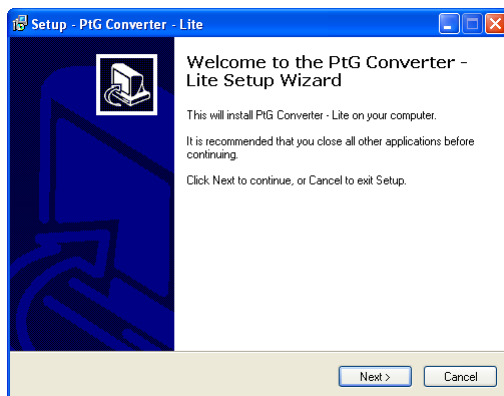 Setup - PtG Converter - Lite
Welcome to the PtG Converter -
Lite Setup Wizard
This will install PtG Converter - Lite on your computer.
It is recommended that you close all other applications before
continuing.
Click Next to continue, or Cancel to exit Setup.
Next >
Cancel